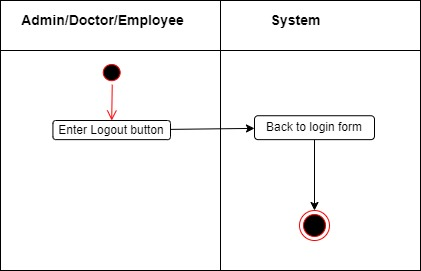 Admin/Doctor/Employee
System
Enter Logout button
Back to login form